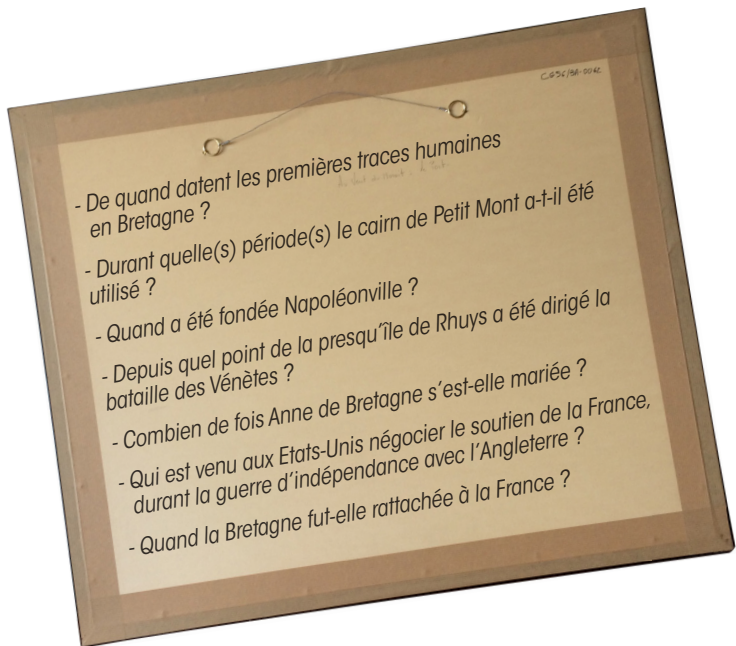 - De quand datent les premières traces humaines
en Bretagne ?
- Durant quelle(s) période(s) le cairn de Petit Mont a-t-il été
utilisé ?
- Quand a été fondée Napoléonville ?
- Depuis quel point de la presqu'île de Rhuys a été dirigé la
bataille des Vénètes ?
- Combien de fois Anne de Bretagne s'est-elle mariée ?
- Qui est venu aux Etats-Unis négocier le soutien de la France,
durant la guerre d'indépendance avec l'Angleterre ?
- Quand la Bretagne fut-elle rattachée à la France ?